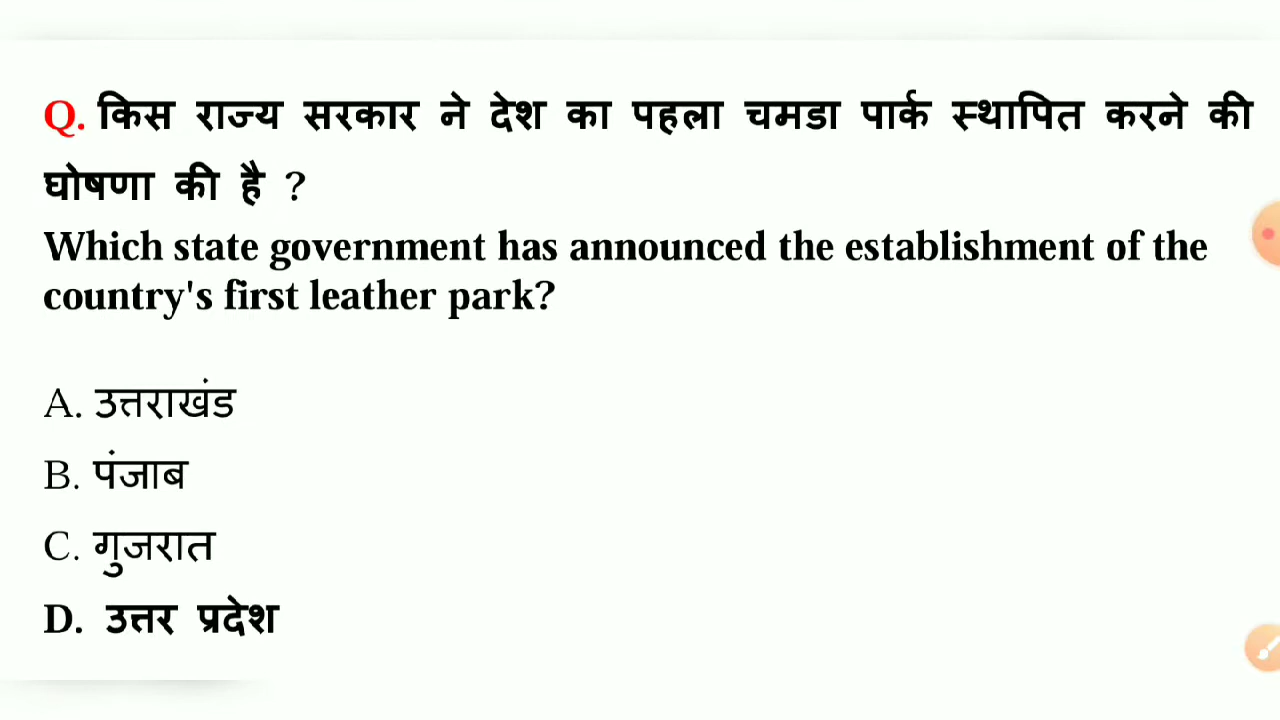 Q. किस राज्य सरकार ने देश का पहला चमडा पार्क स्थापित करने की
घोषणा की है ?
Which state government has announced the establishment of the
country's first leather park?
A. उत्तराखंड
B. पंजाब
C. गुजरात
D. उत्तर प्रदेश